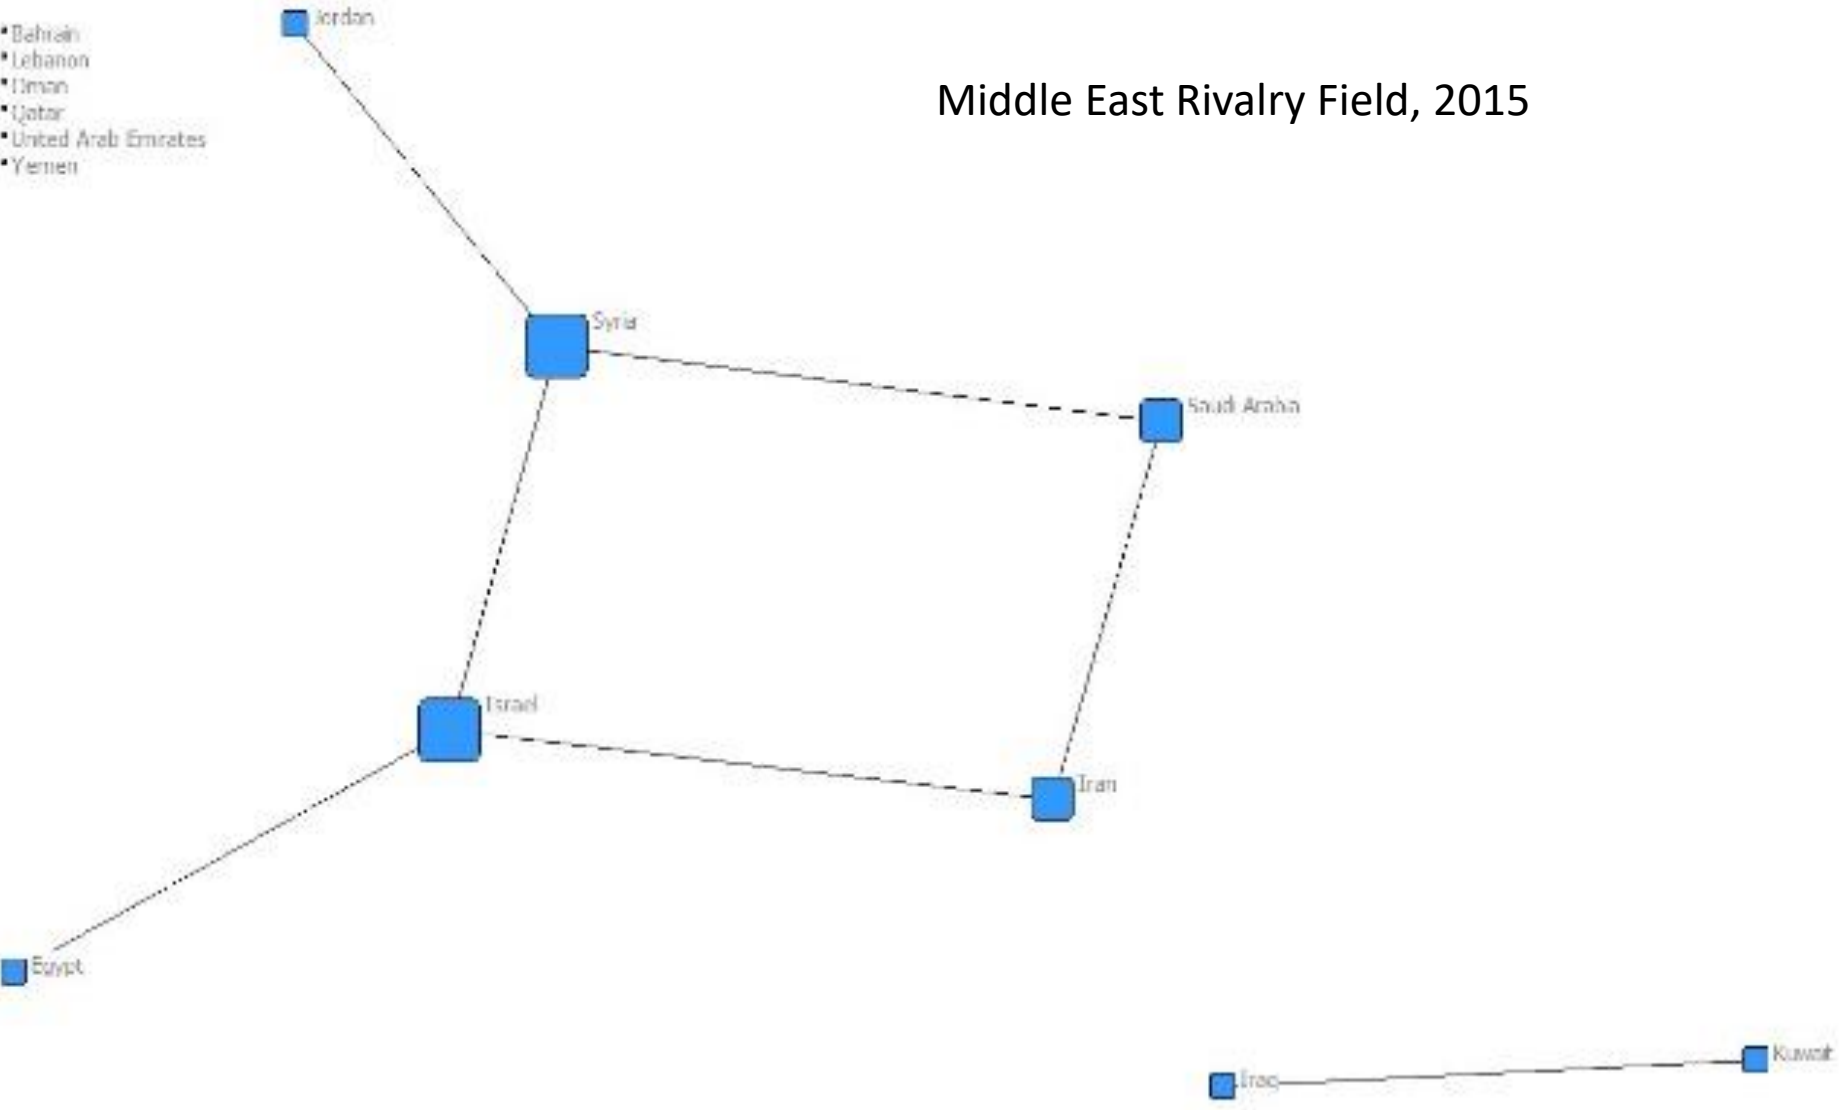 Jordan
Bahrain
Lebanon
Oman
Qatar
United Arab Emirates
Yemen
Middle East Rivalry Field, 2015
Syria
Saudi Arabia
Israel
Iran
Egypt
Iraq
Kuwait